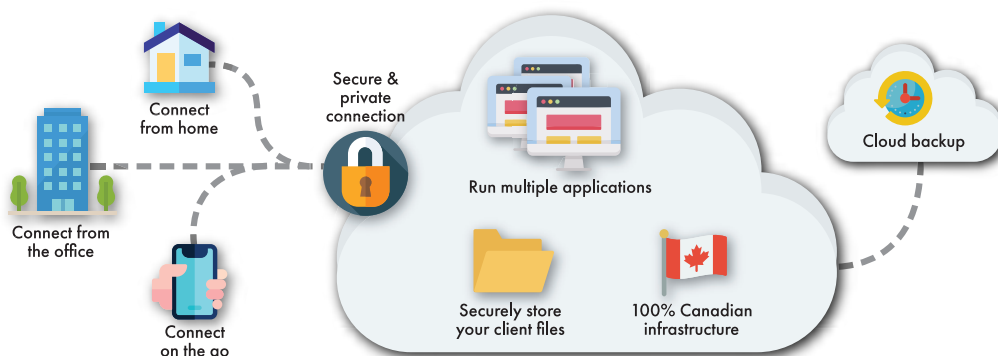 Connect
from home
Secure &
private
connection
Connect from
the office
Connect
on the go
Run multiple applications
Securely store
your client files
100% Canadian
infrastructure
Cloud backup